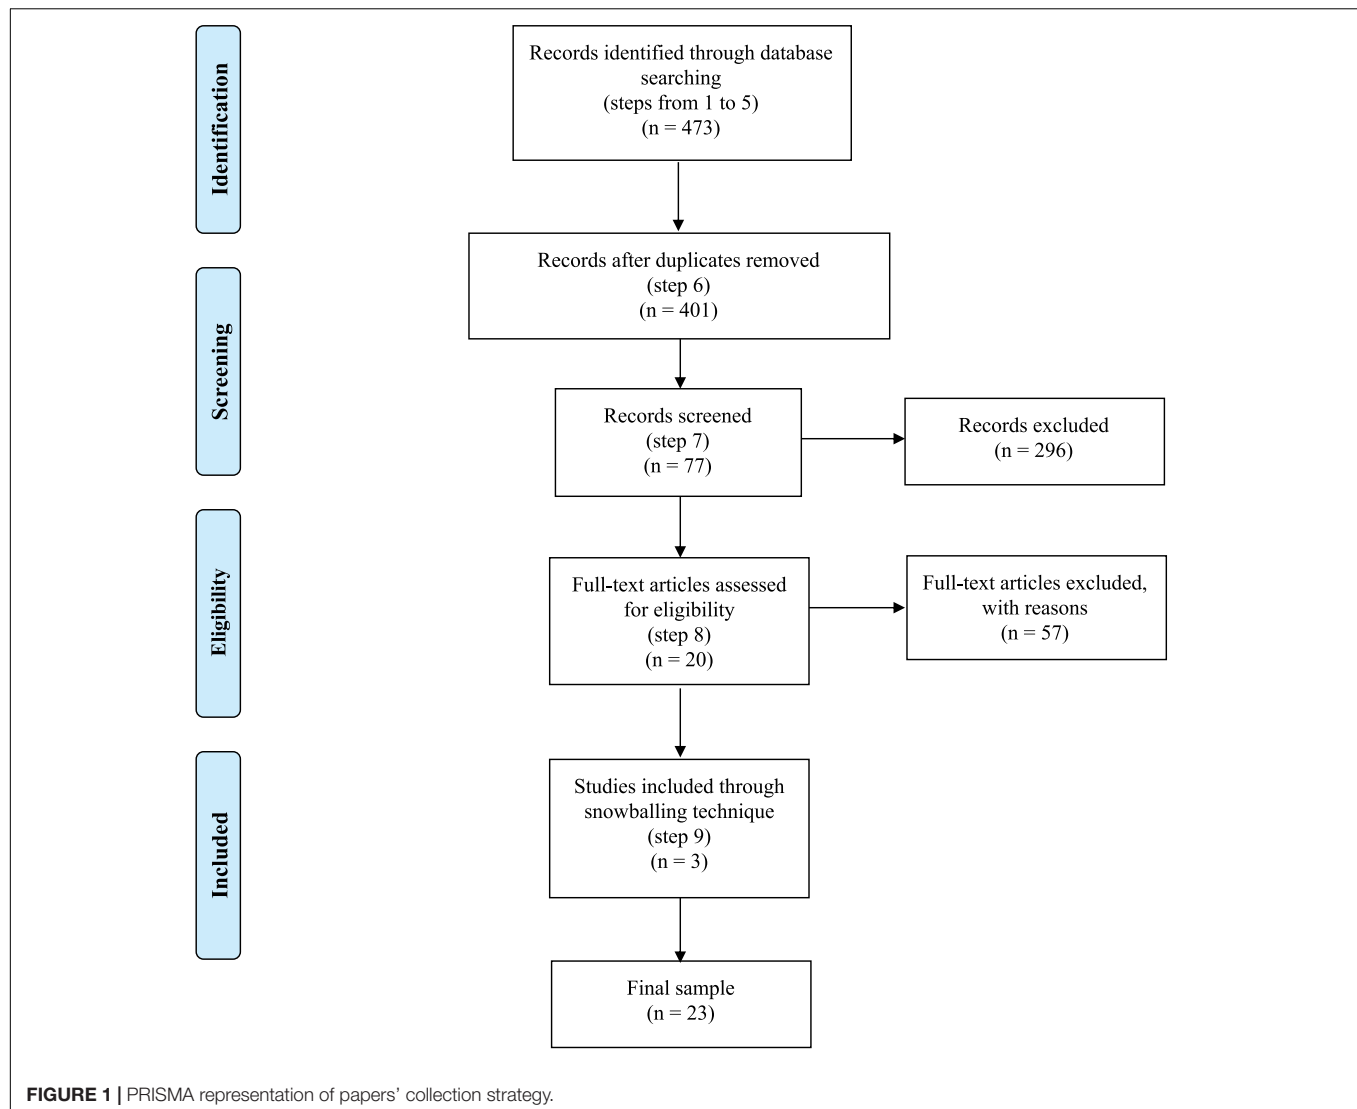 Identification
Records identified through database
searching
(steps from 1 to 5)
(n = 473)
Screening
Records after duplicates removed
(step 6)
(n = 401)
Records screened
(step 7)
(n = 77)
Records excluded
(n = 296)
Eligibility
Full-text articles assessed
for eligibility
(step 8)
(n = 20)
Full-text articles excluded,
with reasons
(n = 57)
Included
Studies included through
snowballing technique
(step 9)
(n = 3)
Final sample
(n = 23)
FIGURE 1 | PRISMA representation of papers’ collection strategy.